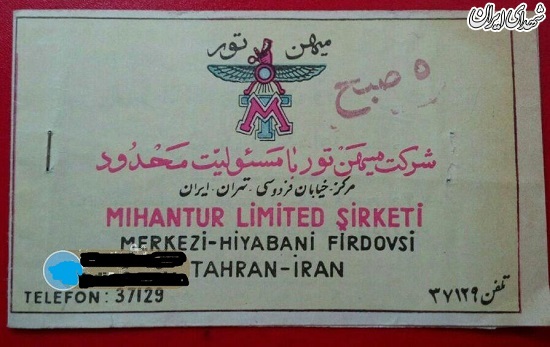 شهدای ایران
میهن تور
۵ صبح
MT
شرکت میهن تور با مسئولیت محدود
مرکز. خیابان فردوسی. تهران. ایران
MIHANTUR LIMITED ŞIRKETI
MERKEZI-HIYABANI FIRDOVSI
TAHRAN-IRAN
TELEFON: 37129
تلفن ۳۷۱۲۹